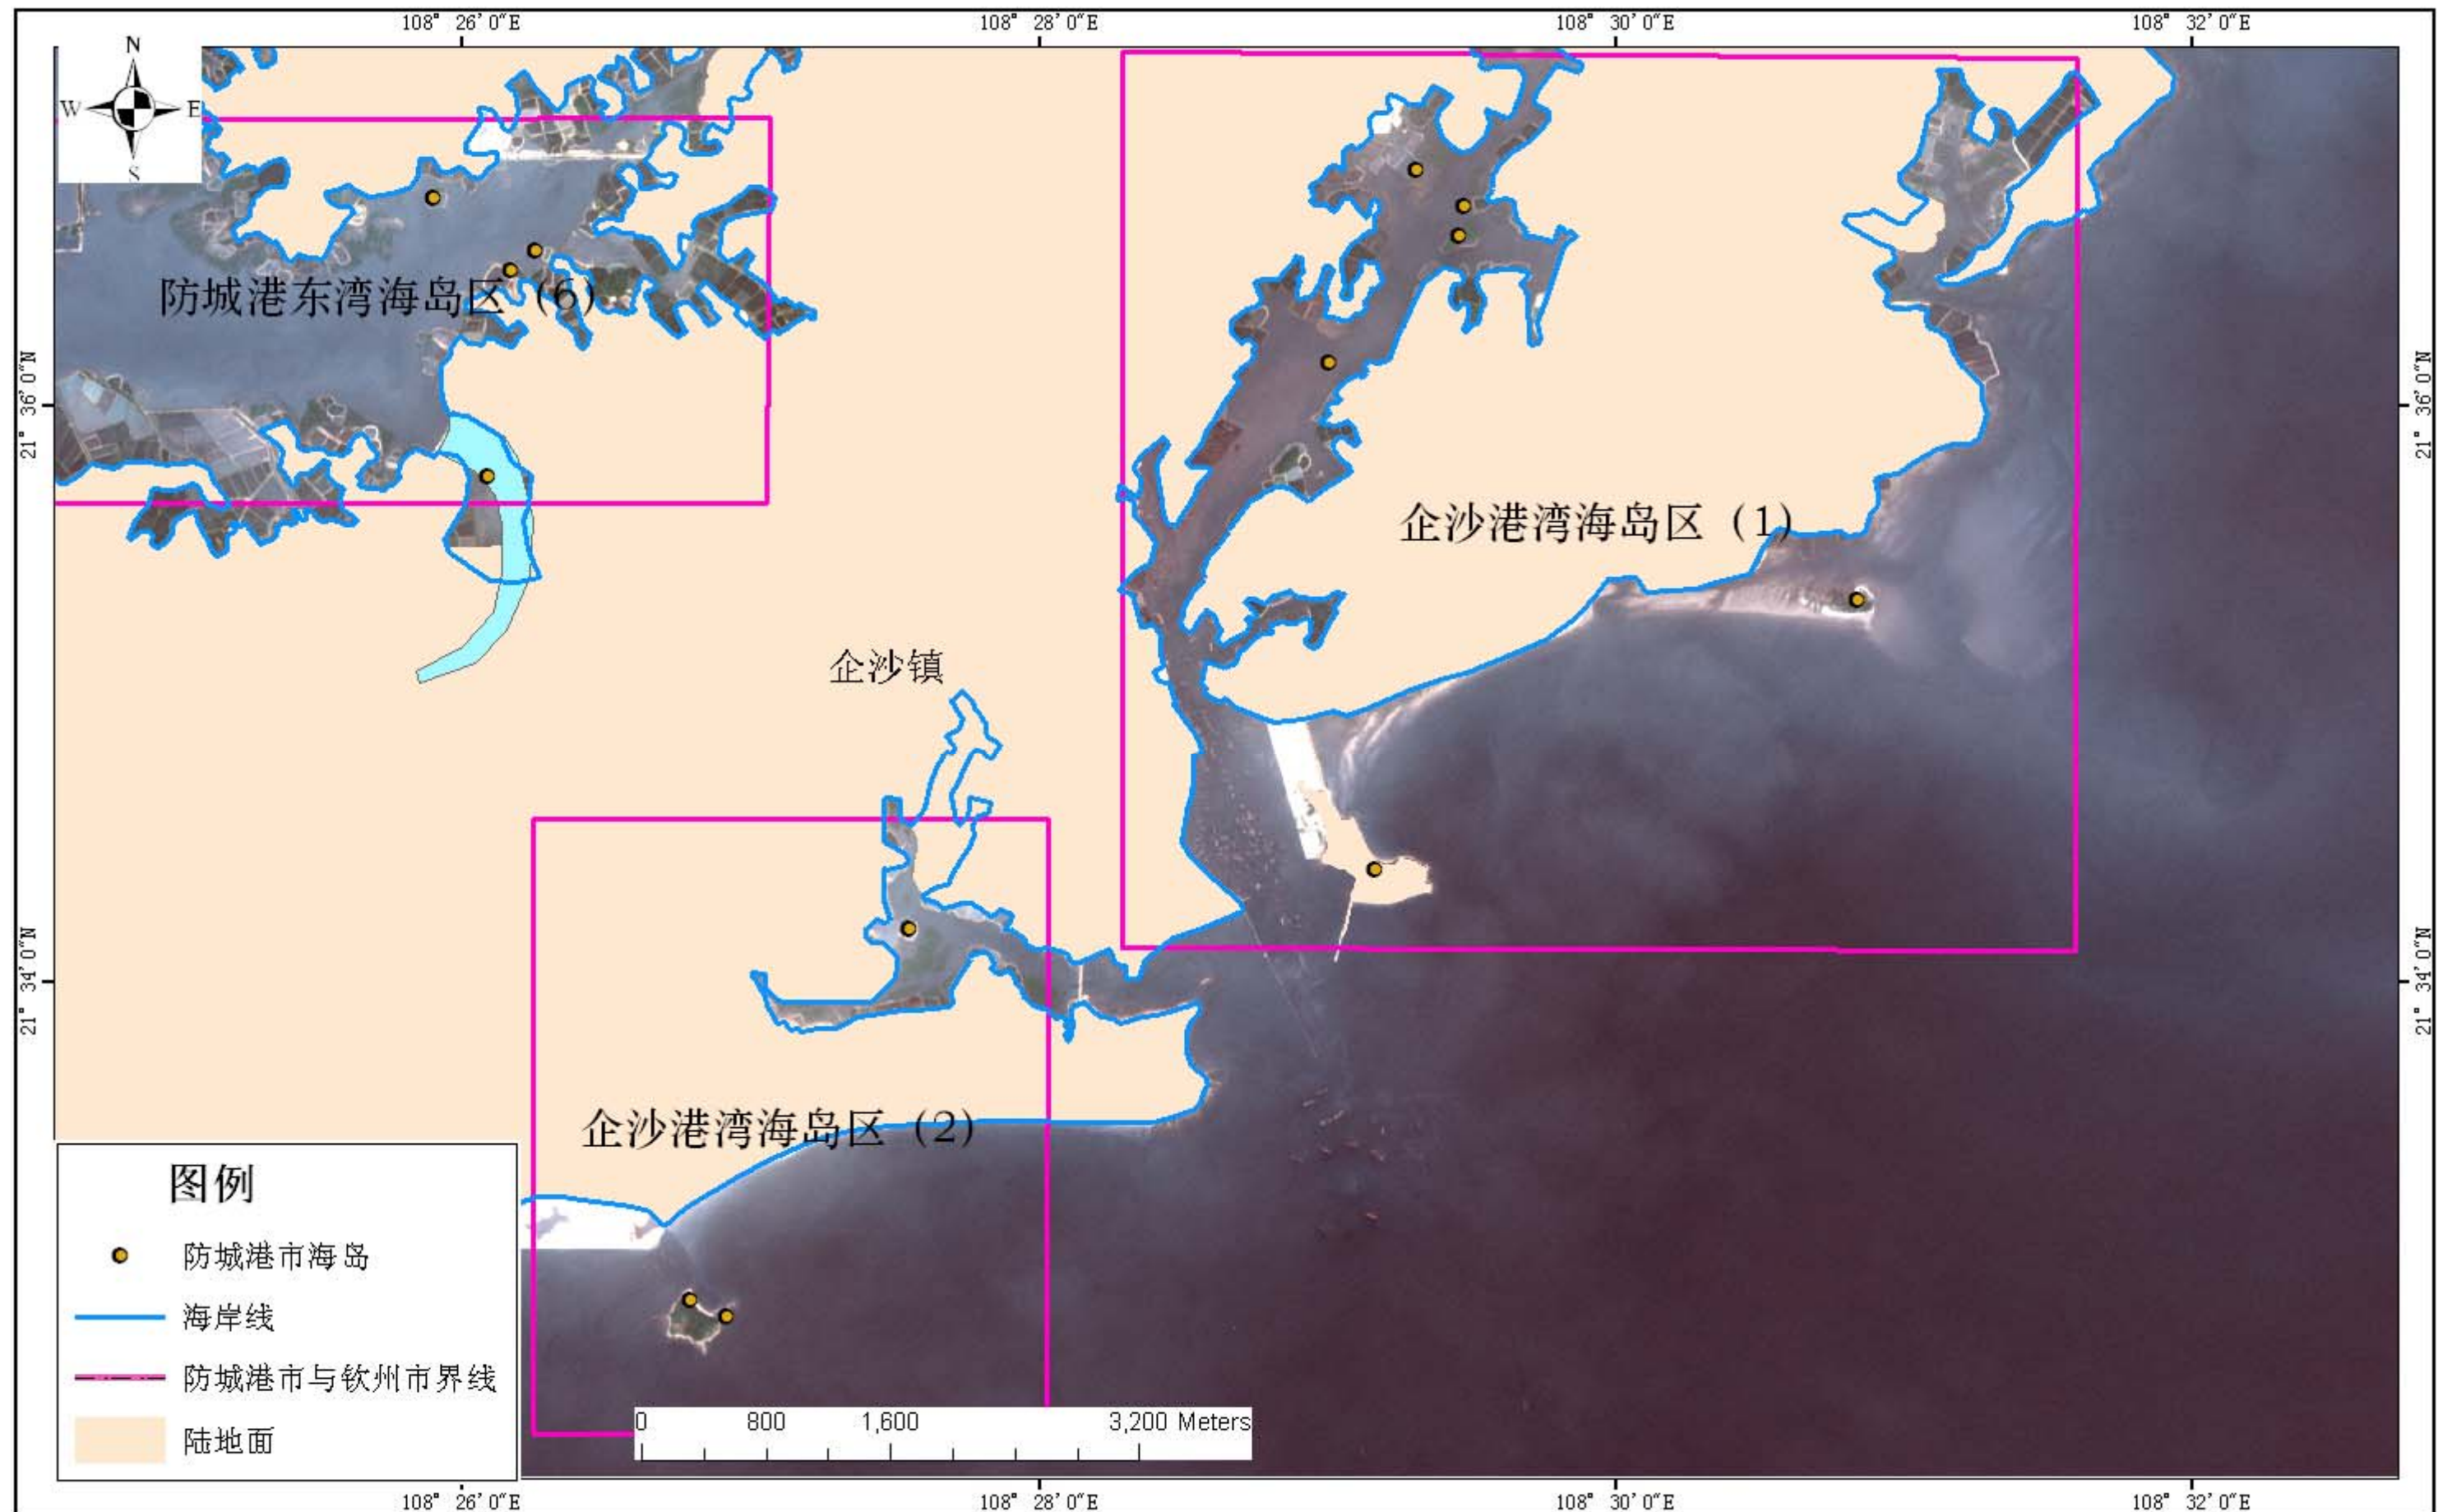 108° 26′ 0″E
108° 28′ 0″E
108° 30′ 0″E
108° 32′ 0″E
N
W
E
S
防城港东湾海岛区（6）
21° 36′ 0″N
21° 36′ 0″N
企沙港湾海岛区（1）
企沙镇
21° 34′ 0″N
21° 34′ 0″N
企沙港湾海岛区（2）
图例
防城港市海岛
海岸线
防城港市与钦州市界线
陆地面
0 800 1,600 3,200 Meters
108° 26′ 0″E
108° 28′ 0″E
108° 30′ 0″E
108° 32′ 0″E